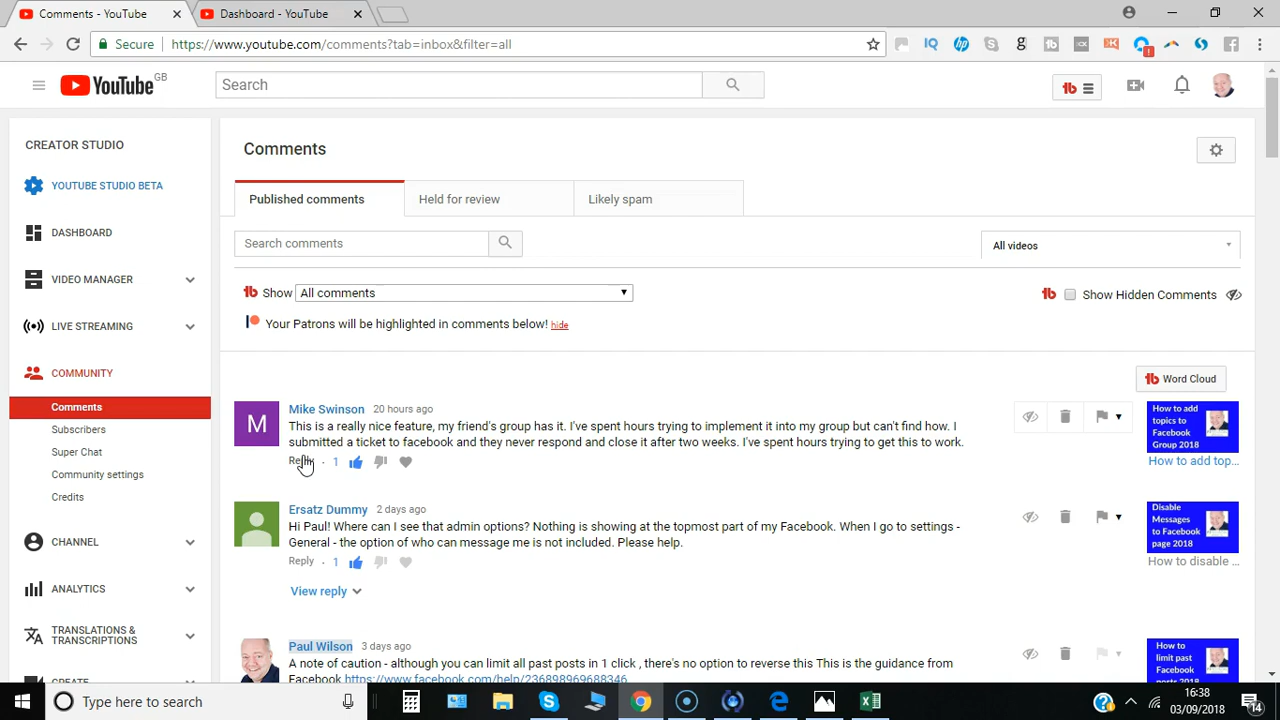 Comments - YouTube
Dashboard - YouTube
Secure
https://www.youtube.com/comments?tab=inbox&filter=all
YouTube GB
Search
CREATOR STUDIO
YOUTUBE STUDIO BETA
DASHBOARD
VIDEO MANAGER
LIVE STREAMING
COMMUNITY
Comments
Subscribers
Super Chat
Community settings
Credits
CHANNEL
ANALYTICS
TRANSLATIONS &
TRANSCRIPTIONS
CREATE
Comments
Published comments
Held for review
Likely spam
Search comments
All videos
Show All comments
Show Hidden Comments
Your Patrons will be highlighted in comments below! hide
Word Cloud
Mike Swinson 20 hours ago
This is a really nice feature, my friend's group has it. I've spent hours trying to implement it into my group but can't find how. I
submitted a ticket to facebook and they never respond and close it after two weeks. I've spent hours trying to get this to work.
Reply · 1
How to add
topics to
Facebook
Group 2018
How to add top...
Ersatz Dummy 2 days ago
Hi Paul! Where can I see that admin options? Nothing is showing at the topmost part of my Facebook. When I go to settings -
General - the option of who can message me is not included. Please help.
Reply · 1
View reply
Disable
Messages
to Facebook
page 2018
How to disable ...
Paul Wilson 3 days ago
A note of caution - although you can limit all past posts in 1 click , there's no option to reverse this This is the guidance from
Facebook https://www.facebook.com/help/236898969688346
How to
limit past
Facebook
posts 2018
Type here to search
16:38
03/09/2018
14